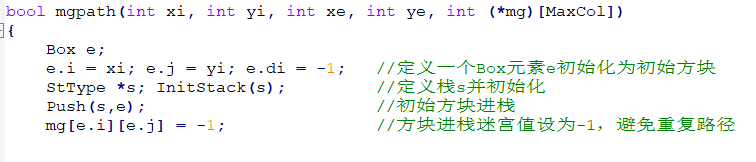 bool mgpath(int xi, int yi, int xe, int ye, int (*mg)[MaxCol])
{
Box e;
e.i = xi; e.j = yi; e.di = -1; //定义一个Box元素e初始化为初始方块
StType *s; InitStack(s); //定义栈s并初始化
Push(s,e); //初始方块进栈
mg[e.i][e.j] = -1; //方块进栈迷宫值设为-1，避免重复路径